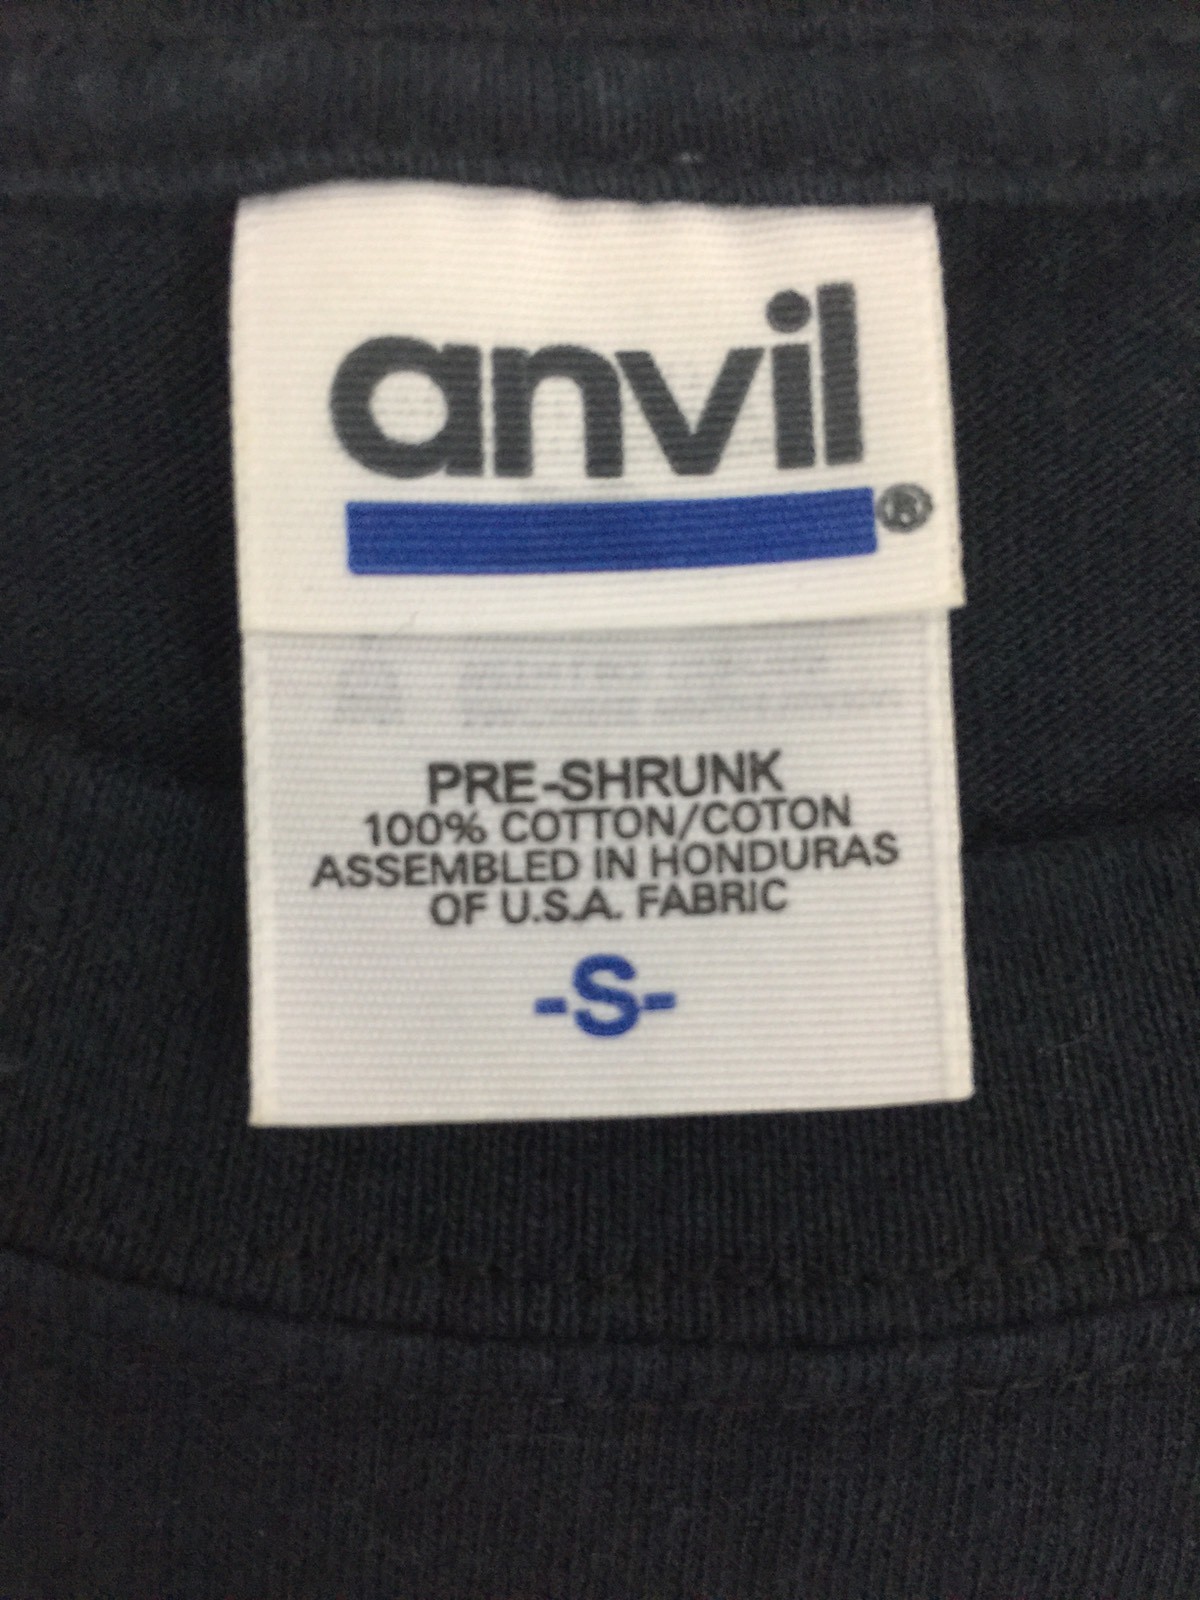 anvil
®
PRE-SHRUNK
100% COTTON/COTON
ASSEMBLED IN HONDURAS
OF U.S.A. FABRIC
-S-